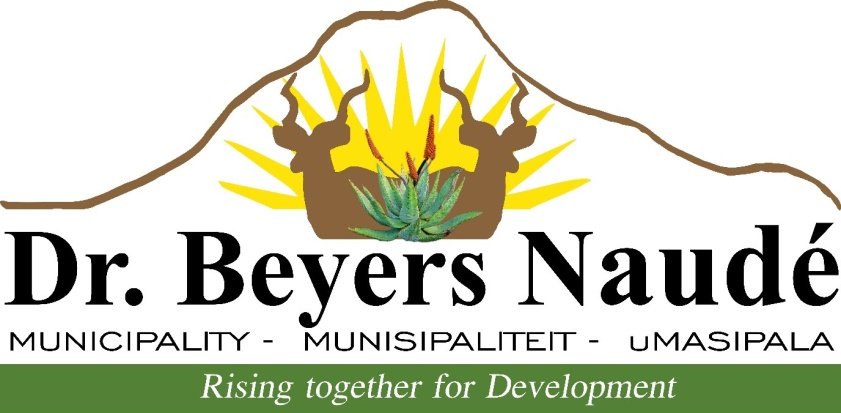 Dr. Beyers Naudé
MUNICIPALITY - MUNISIPALITEIT - uMASIPALA
Rising together for Development